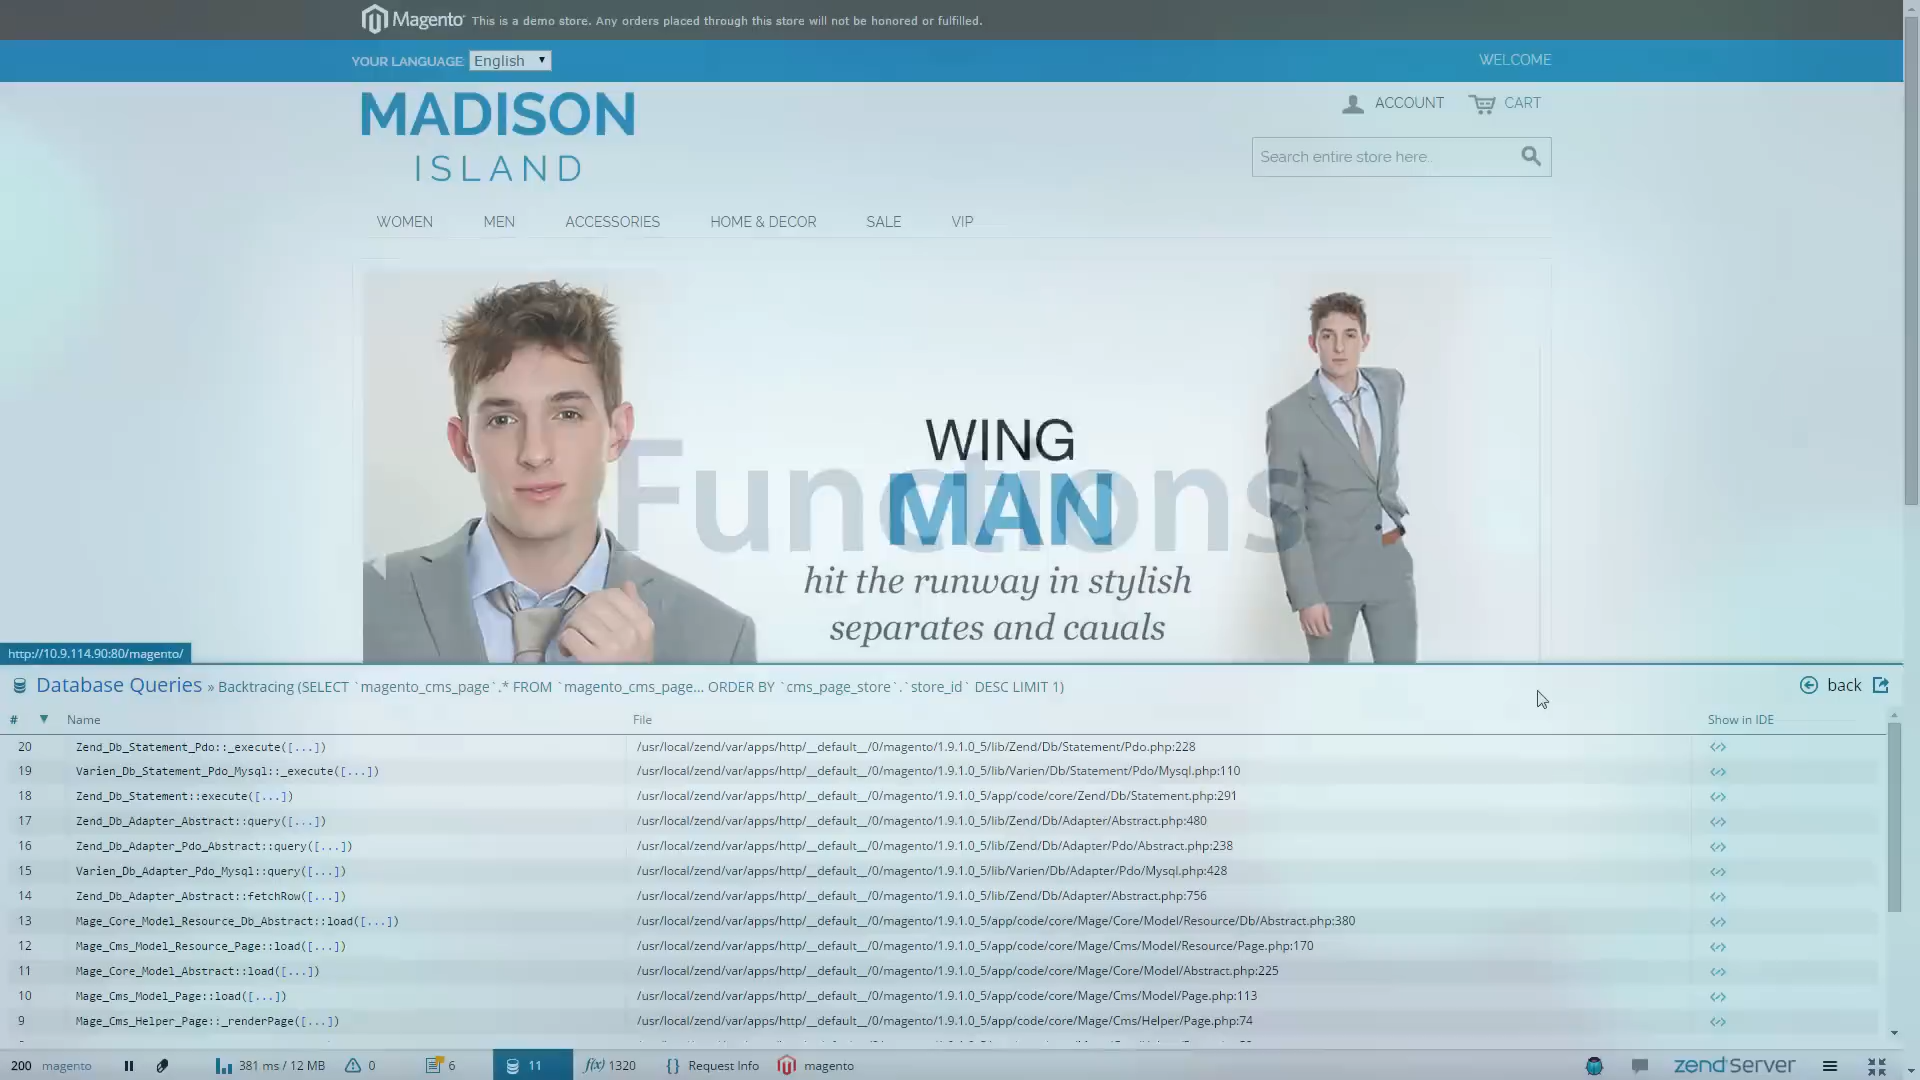 Magento This is a demo store. Any orders placed through this store will not be honored or fulfilled.
YOUR LANGUAGE: English WELCOME
MADISON
ISLAND
ACCOUNT CART
Search entire store here..
WOMEN MEN ACCESSORIES HOME & DECOR SALE VIP
WING
MAN
Functions
hit the runway in stylish
separates and cauals
http://10.9.114.90:80/magento/
Database Queries » Backtracing (SELECT `magento_cms_page`.* FROM `magento_cms_page... ORDER BY `cms_page_store`.`store_id` DESC LIMIT 1) back
# Name File Show in IDE
20 Zend_Db_Statement_Pdo::_execute([...]) /usr/local/zend/var/apps/http/__default__/0/magento/1.9.1.0_5/lib/Zend/Db/Statement/Pdo.php:228
19 Varien_Db_Statement_Pdo_Mysql::_execute([...]) /usr/local/zend/var/apps/http/__default__/0/magento/1.9.1.0_5/lib/Varien/Db/Statement/Pdo/Mysql.php:110
18 Zend_Db_Statement::execute([...]) /usr/local/zend/var/apps/http/__default__/0/magento/1.9.1.0_5/app/code/core/Zend/Db/Statement.php:291
17 Zend_Db_Adapter_Abstract::query([...]) /usr/local/zend/var/apps/http/__default__/0/magento/1.9.1.0_5/lib/Zend/Db/Adapter/Abstract.php:480
16 Zend_Db_Adapter_Pdo_Abstract::query([...]) /usr/local/zend/var/apps/http/__default__/0/magento/1.9.1.0_5/lib/Zend/Db/Adapter/Pdo/Abstract.php:238
15 Varien_Db_Adapter_Pdo_Mysql::query([...]) /usr/local/zend/var/apps/http/__default__/0/magento/1.9.1.0_5/lib/Varien/Db/Adapter/Pdo/Mysql.php:428
14 Zend_Db_Adapter_Abstract::fetchRow([...]) /usr/local/zend/var/apps/http/__default__/0/magento/1.9.1.0_5/lib/Zend/Db/Adapter/Abstract.php:756
13 Mage_Core_Model_Resource_Db_Abstract::load([...]) /usr/local/zend/var/apps/http/__default__/0/magento/1.9.1.0_5/app/code/core/Mage/Core/Model/Resource/Db/Abstract.php:380
12 Mage_Cms_Model_Resource_Page::load([...]) /usr/local/zend/var/apps/http/__default__/0/magento/1.9.1.0_5/app/code/core/Mage/Cms/Model/Resource/Page.php:170
11 Mage_Core_Model_Abstract::load([...]) /usr/local/zend/var/apps/http/__default__/0/magento/1.9.1.0_5/app/code/core/Mage/Core/Model/Abstract.php:225
10 Mage_Cms_Model_Page::load([...]) /usr/local/zend/var/apps/http/__default__/0/magento/1.9.1.0_5/app/code/core/Mage/Cms/Model/Page.php:113
9 Mage_Cms_Helper_Page::_renderPage([...]) /usr/local/zend/var/apps/http/__default__/0/magento/1.9.1.0_5/app/code/core/Mage/Cms/Helper/Page.php:74
200 magento 381 ms / 12 MB 0 6 11 f(x) 1320 {} Request Info magento zendServer